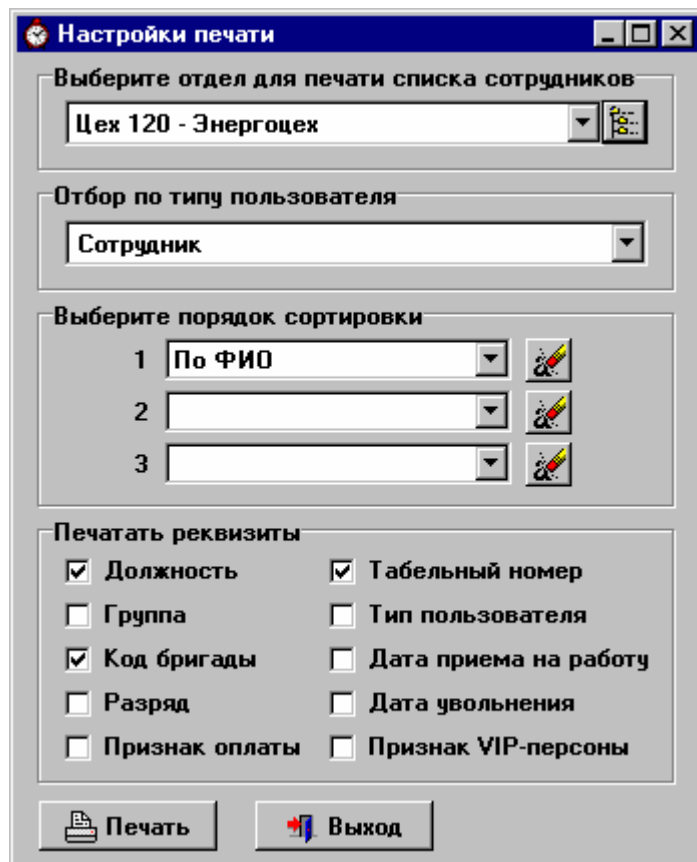 Настройки печати
Выберите отдел для печати списка сотрудников
Цех 120 - Энергоцех
Отбор по типу пользователя
Сотрудник
Выберите порядок сортировки
1 По ФИО
2
3
Печатать реквизиты
Должность Табельный номер
Группа Тип пользователя
Код бригады Дата приема на работу
Разряд Дата увольнения
Признак оплаты Признак VIP-персоны
Печать Выход